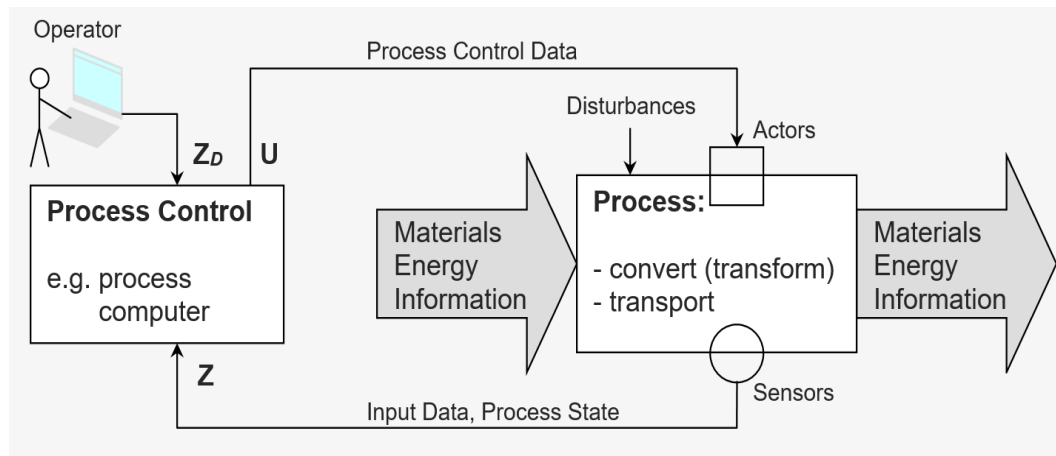 Operator
Process Control Data
Disturbances
Actors
Z_D
U
Process Control
e.g. process
computer
Materials
Energy
Information
Process:
- convert (transform)
- transport
Materials
Energy
Information
Z
Sensors
Input Data, Process State